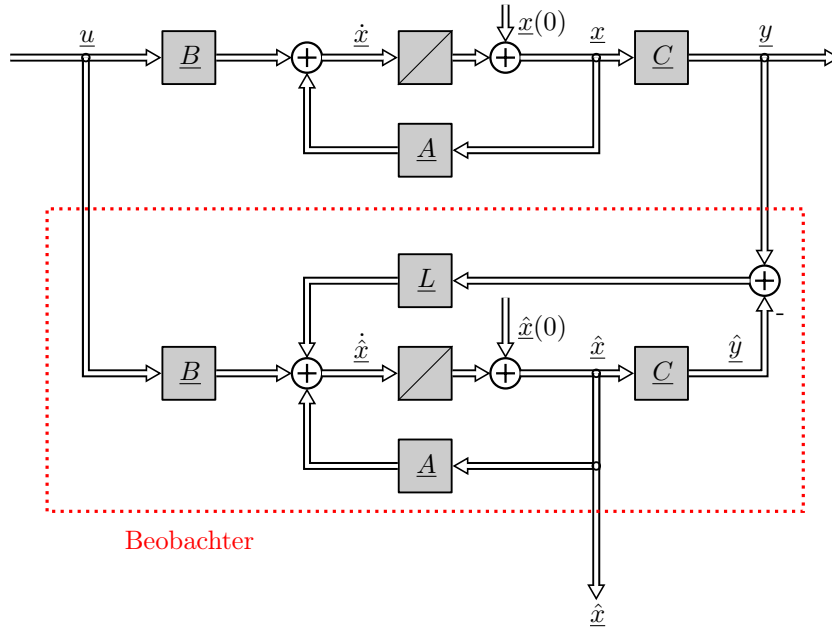 u B ẋ x(0) x C y
A
L
B x̂̇ x̂(0) x̂ C ŷ -
A
Beobachter
x̂